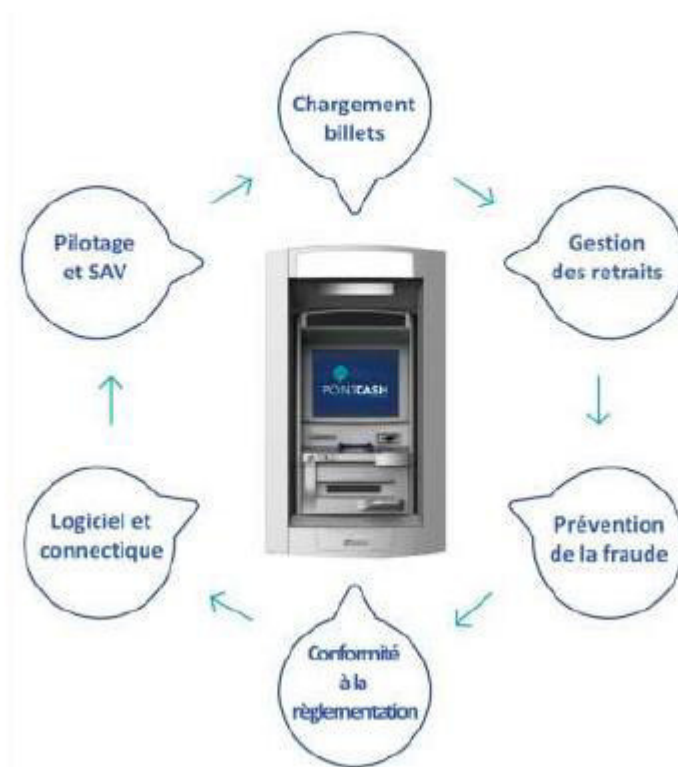 Chargement
billets
Pilotage
et SAV
Gestion
des retraits
POINTCASH
Logiciel et
connectique
Prévention
de la fraude
Conformité
à la
règlementation